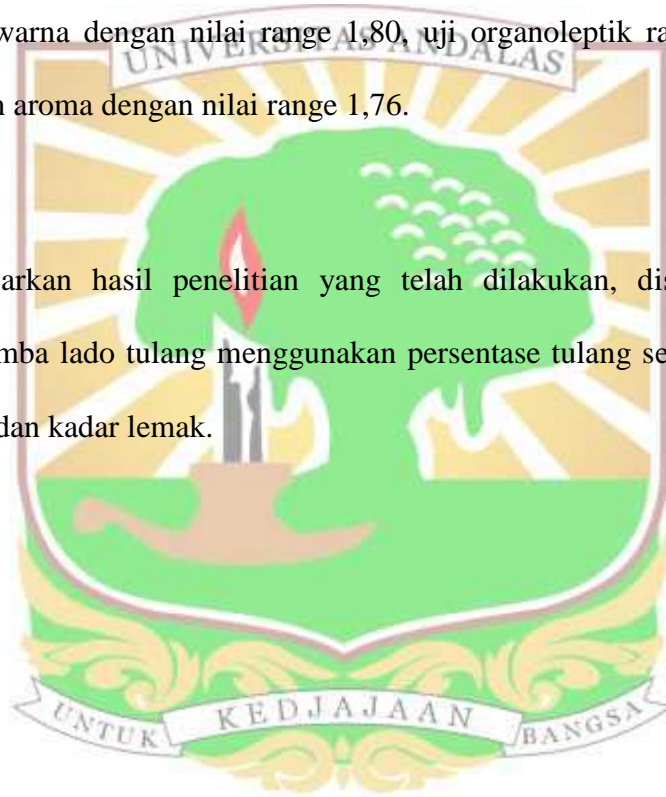 warna dengan nilai range 1,80, uji organoleptik ra
UNIVERSITAS ANDALAS
aroma dengan nilai range 1,76.
arkan hasil penelitian yang telah dilakukan, dis
mba lado tulang menggunakan persentase tulang se
dan kadar lemak.
UNTUK KEDJAJAAN BANGSA